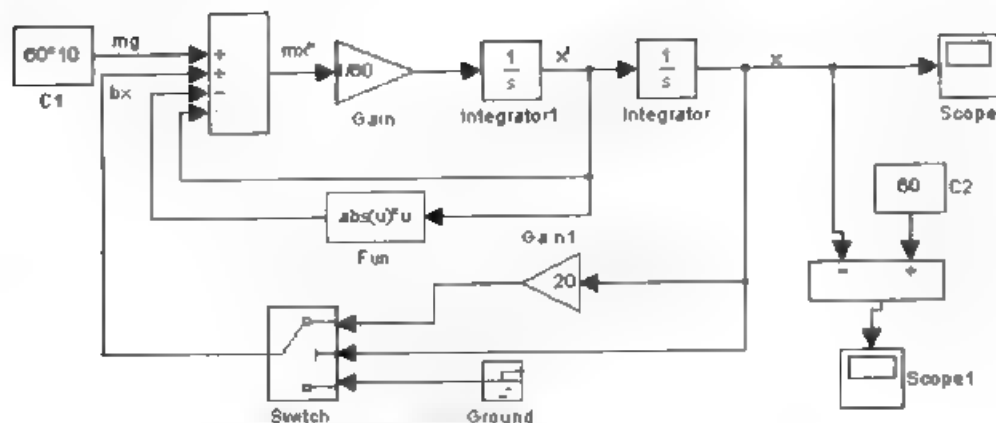 60*10
mg
bx
C1
+
+
−
-
mx"
1/60
Gain
1
s
Integrator1
x'
1
s
Integrator
x
Scope
abs(u)*u
Fun
Gain1
20
60
C2
−
+
Scope1
Switch
Ground